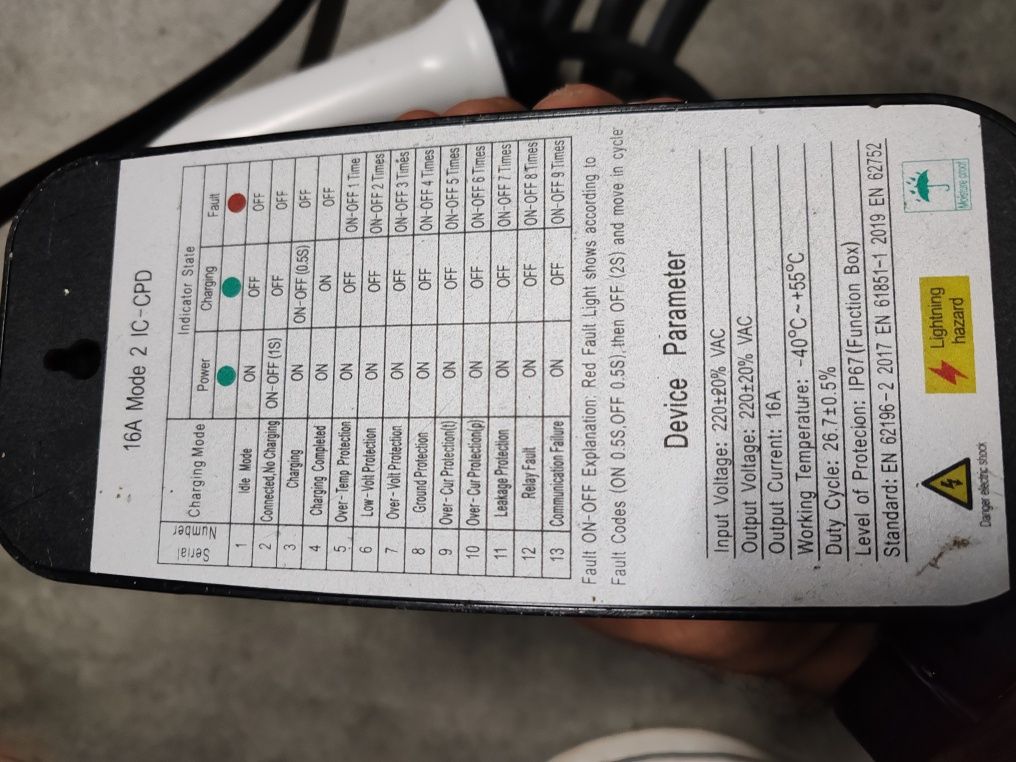 16A Mode 2 IC-CPD
Serial Number Charging Mode Indicator State
Power Charging Fault
1 Idle Mode ON OFF OFF
2 Connected,No Charging ON-OFF (1S) OFF OFF
3 Charging ON ON-OFF (0.5S) OFF
4 Charging Completed ON ON OFF
5 Over-Temp Protection ON OFF ON-OFF 1 Time
6 Low-Volt Protection ON OFF ON-OFF 2 Times
7 Over-Volt Protection ON OFF ON-OFF 3 Times
8 Ground Protection ON OFF ON-OFF 4 Times
9 Over-Cur Protection(t) ON OFF ON-OFF 5 Times
10 Over-Cur Protection(p) ON OFF ON-OFF 6 Times
11 Leakage Protection ON OFF ON-OFF 7 Times
12 Relay Fault ON OFF ON-OFF 8 Times
13 Communication Failure ON OFF ON-OFF 9 Times
Fault ON-OFF Explanation: Red Fault Light shows according to
Fault Codes (ON 0.5S,OFF 0.5S), then OFF (2S) and move in cycle
Device Parameter
Input Voltage: 220±20% VAC
Output Voltage: 220±20% VAC
Output Current: 16A
Working Temperature: -40°C~+55°C
Duty Cycle: 26.7±0.5%
Level of Protecion: IP67(Function Box)
Standard: EN 62196-2 2017 EN 61851-1 2019 EN 62752
Danger electric shock
Lightning
hazard
Moisture proof